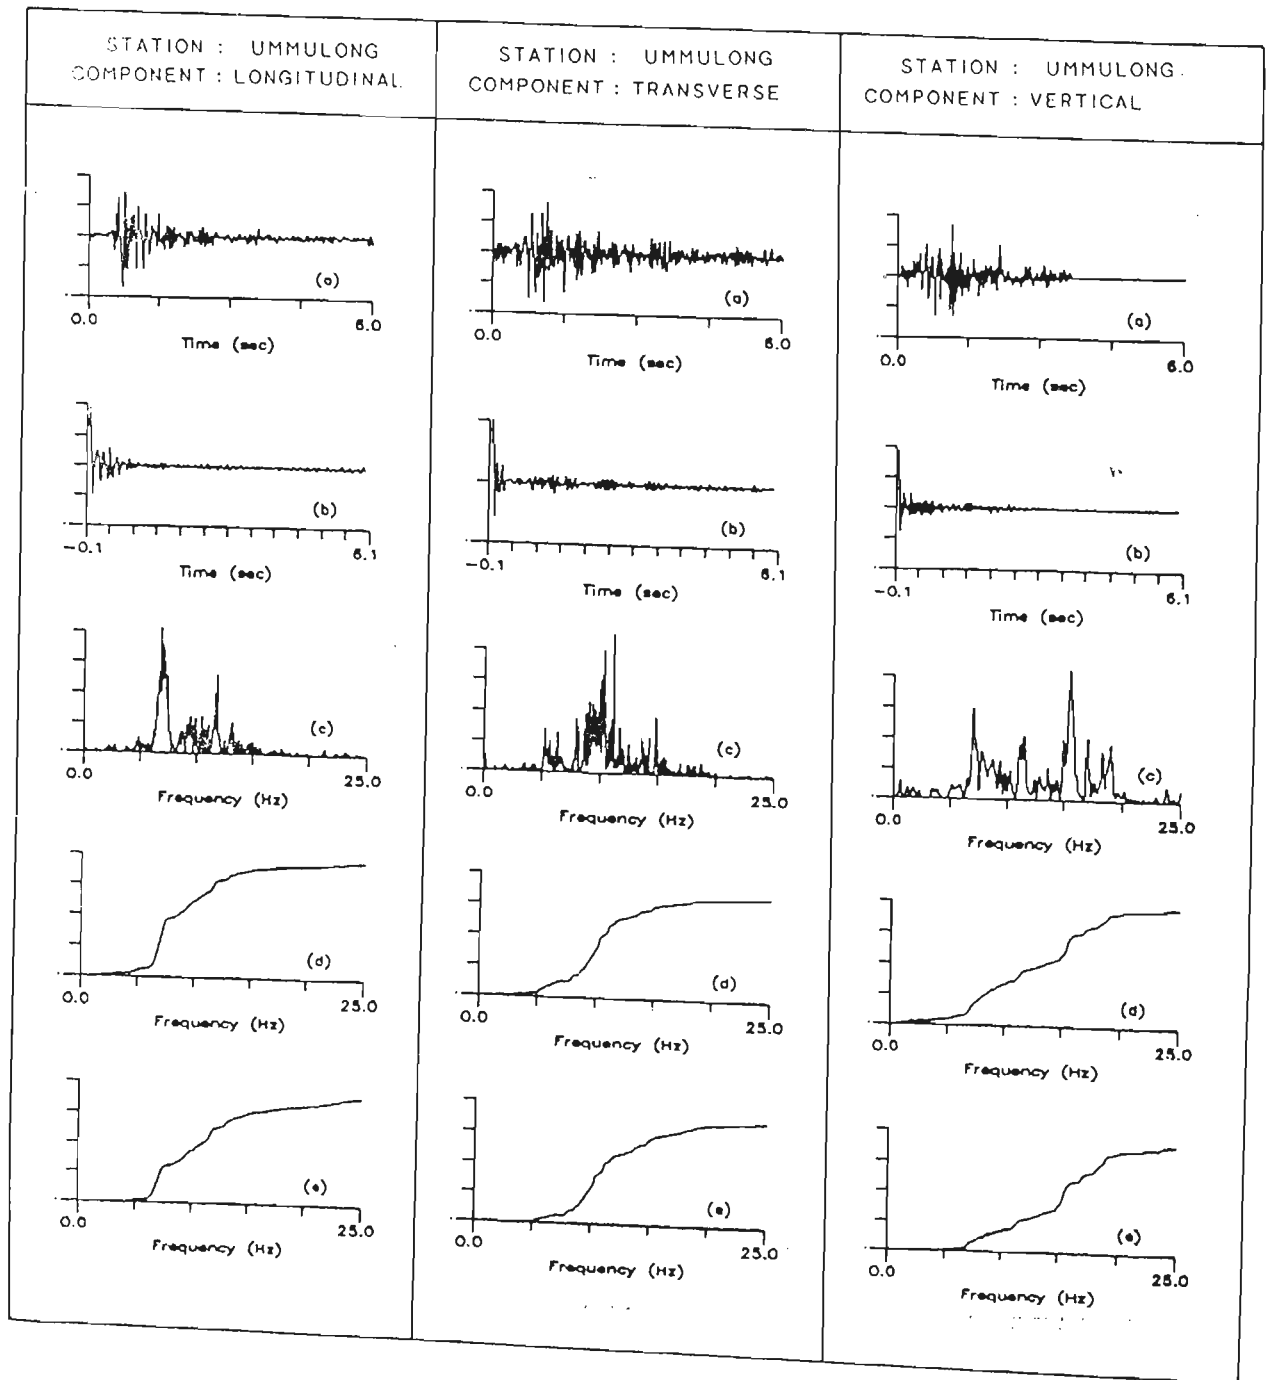 STATION : UMMULONG
COMPONENT : LONGITUDINAL
(a)
0.0
6.0
Time (sec)
(b)
-0.1
6.1
Time (sec)
(c)
0.0
25.0
Frequency (Hz)
(d)
0.0
25.0
Frequency (Hz)
(e)
0.0
25.0
Frequency (Hz)
STATION : UMMULONG
COMPONENT : TRANSVERSE
(a)
0.0
6.0
Time (sec)
(b)
-0.1
6.1
Time (sec)
(c)
0.0
25.0
Frequency (Hz)
(d)
0.0
25.0
Frequency (Hz)
(e)
0.0
25.0
Frequency (Hz)
STATION : UMMULONG
COMPONENT : VERTICAL
(a)
0.0
6.0
Time (sec)
(b)
-0.1
6.1
Time (sec)
(c)
0.0
25.0
Frequency (Hz)
(d)
0.0
25.0
Frequency (Hz)
(e)
0.0
25.0
Frequency (Hz)